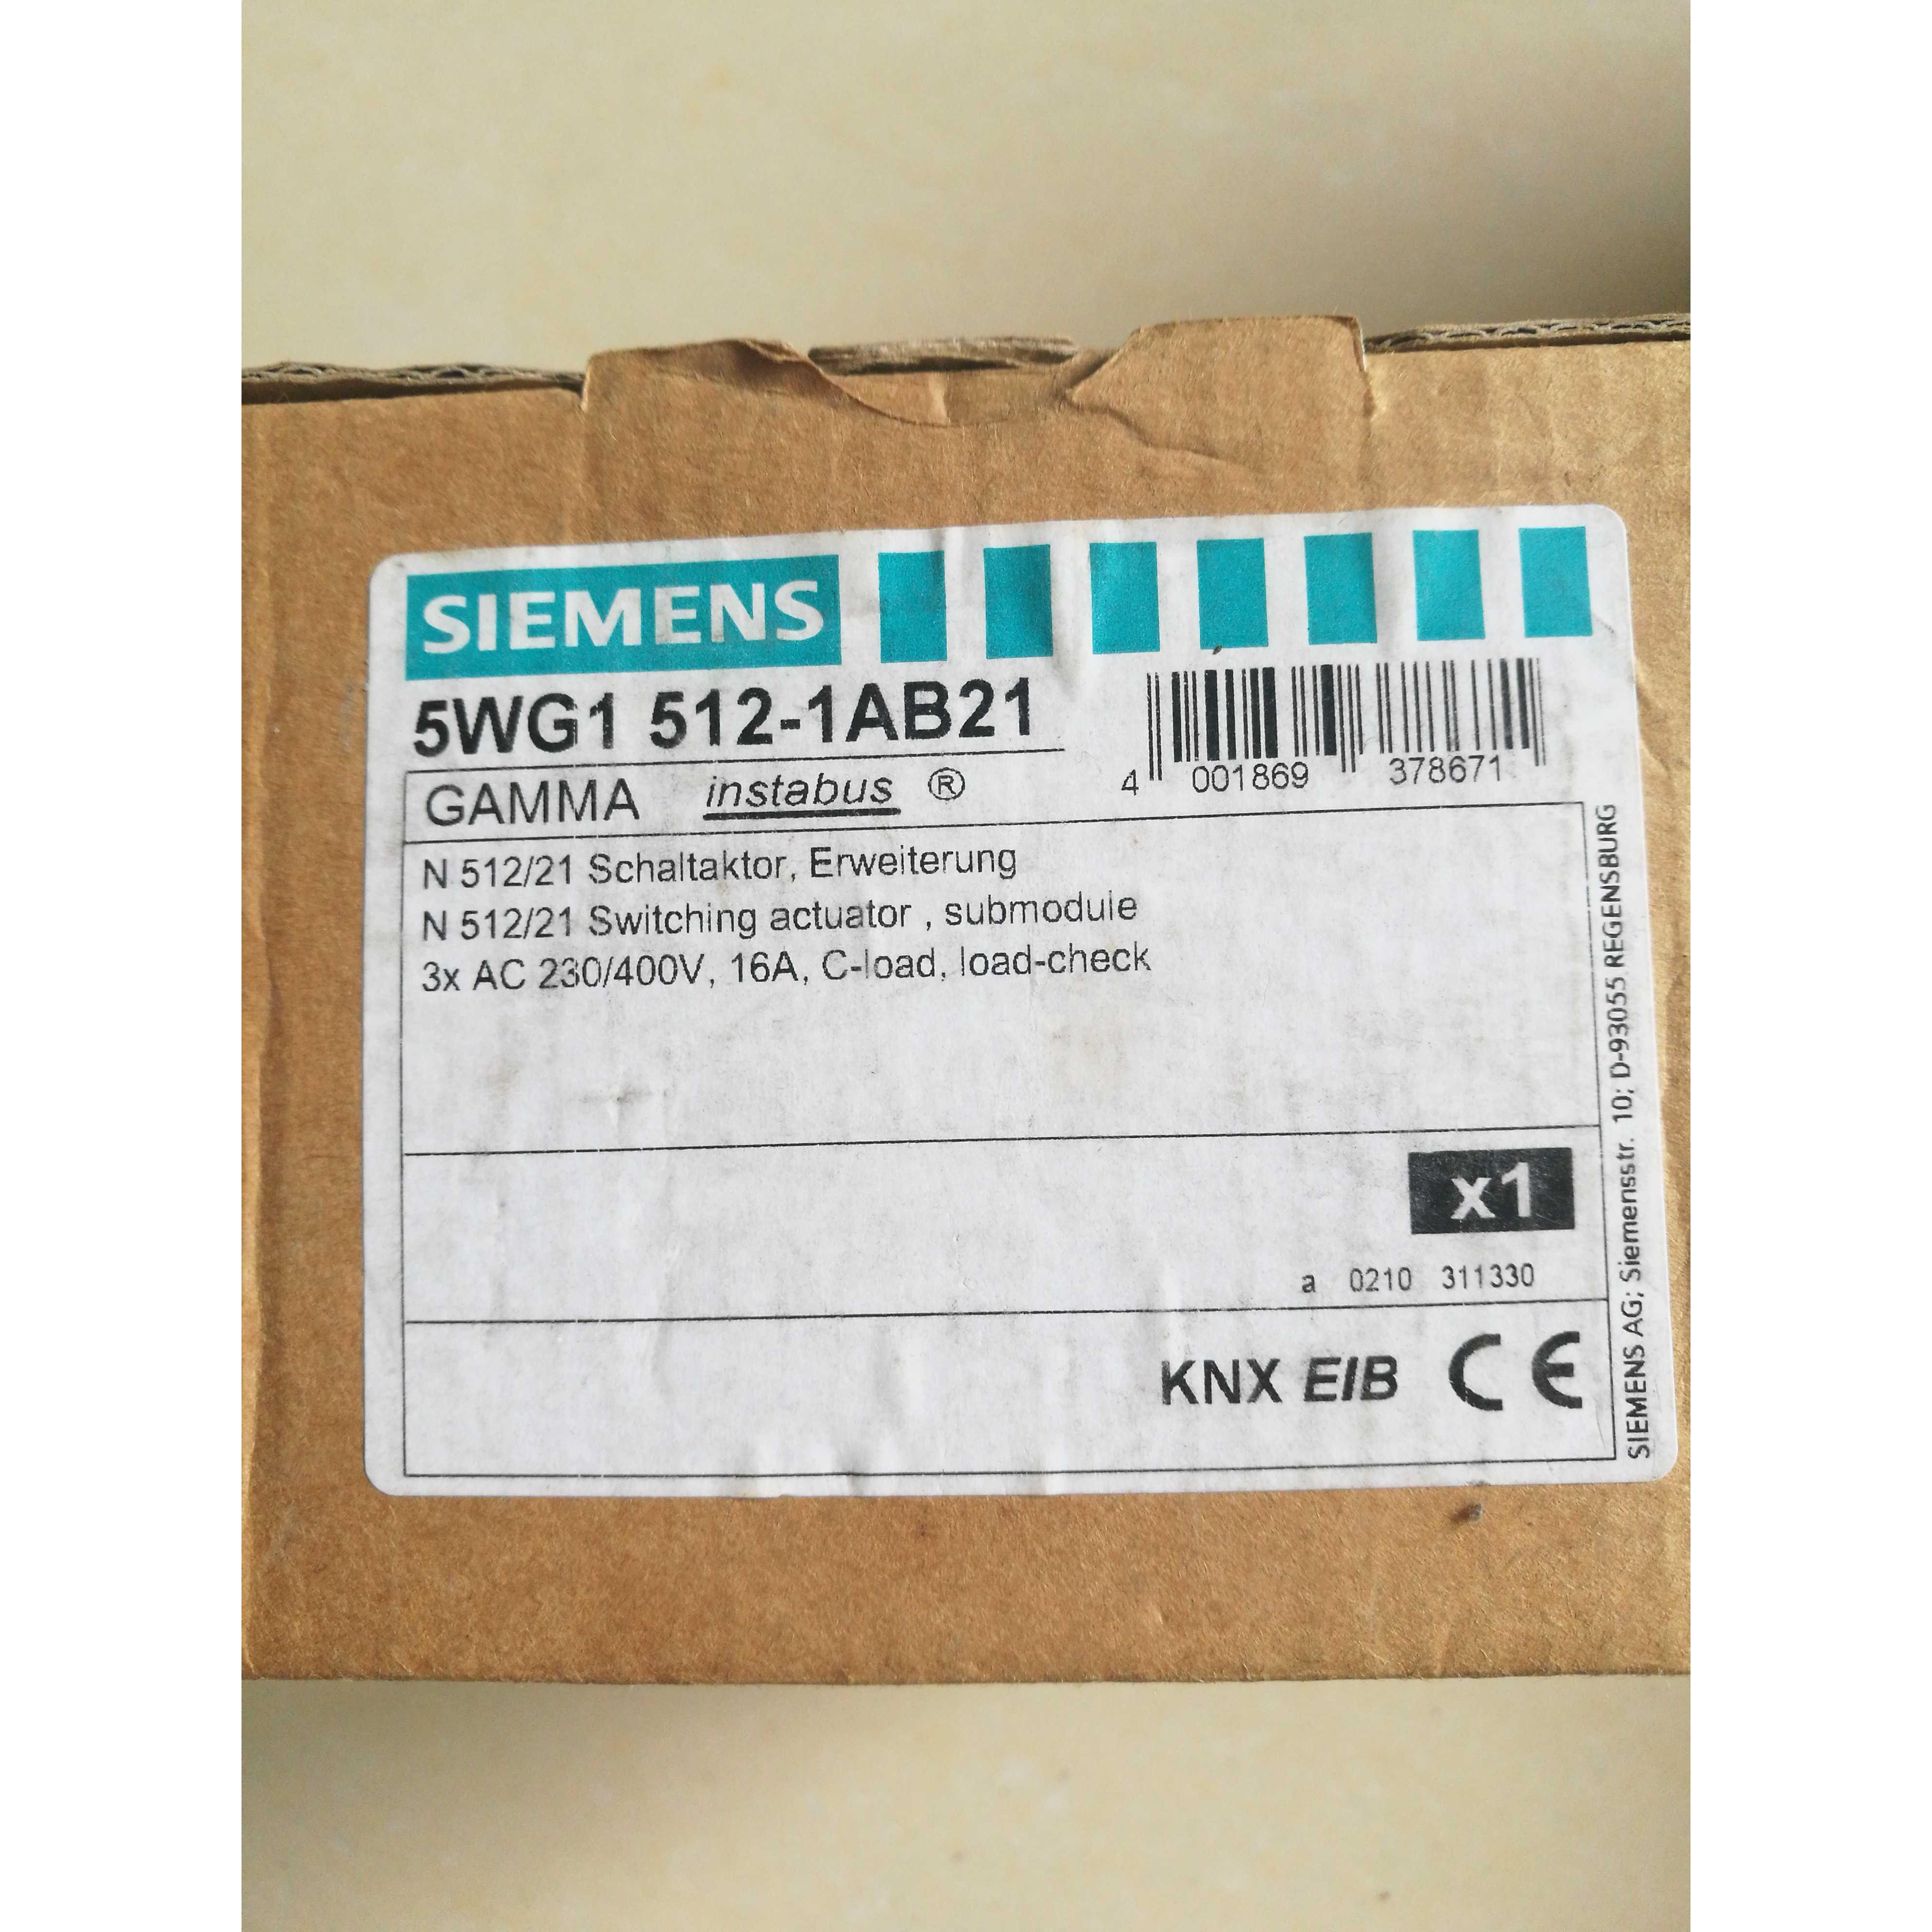 SIEMENS
5WG1 512-1AB21
4 001869 378671
GAMMA instabus ®
N 512/21 Schaltaktor, Erweiterung
N 512/21 Switching actuator , submodule
3x AC 230/400V, 16A, C-load, load-check
x1
a 0210 311330
KNX EIB CE
SIEMENS AG; Siemensstr. 10; D-93055 REGENSBURG